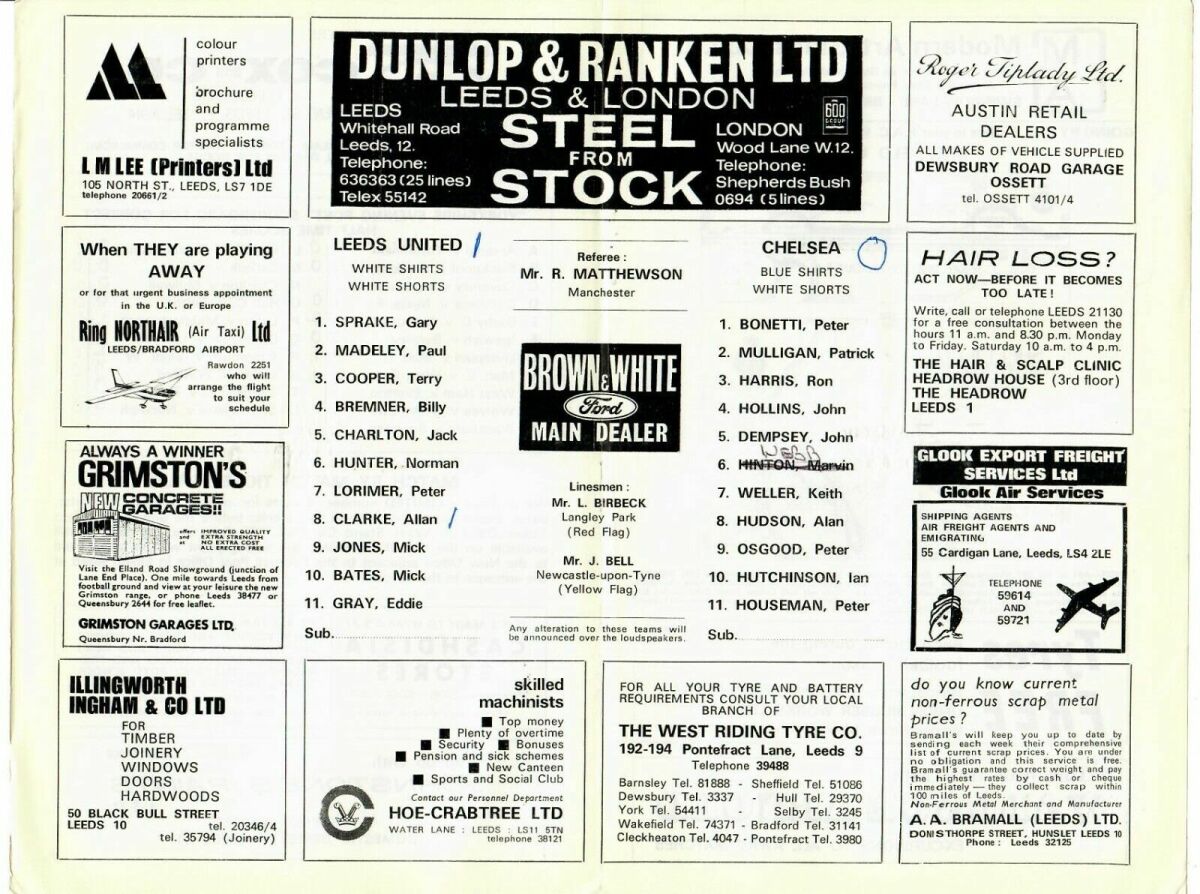 colour
printers
brochure
and
programme
specialists
L M LEE (Printers) Ltd
105 NORTH ST., LEEDS, LS7 1DE
telephone 20661/2
DUNLOP & RANKEN LTD
LEEDS & LONDON
STEEL
FROM
STOCK
LEEDS
Whitehall Road
Leeds, 12.
Telephone:
636363 (25 lines)
Telex 55142
600
GROUP
LONDON
Wood Lane W.12.
Telephone:
Shepherds Bush
0694 (5 lines)
Roger Tiplady Ltd.
AUSTIN RETAIL
DEALERS
ALL MAKES OF VEHICLE SUPPLIED
DEWSBURY ROAD GARAGE
OSSETT
tel. OSSETT 4101/4
When THEY are playing
AWAY
or for that urgent business appointment
in the U.K. or Europe
Ring NORTHAIR (Air Taxi) Ltd
LEEDS/BRADFORD AIRPORT
Rawdon 2251
who will
arrange the flight
to suit your
schedule
ALWAYS A WINNER
GRIMSTON'S
NEW CONCRETE
GARAGES!!
offers IMPROVED QUALITY
and EXTRA STRENGTH
at NO EXTRA COST
ALL ERECTED FREE
Visit the Elland Road Showground (junction of
Lane End Place). One mile towards Leeds from
football ground and view at your leisure the new
Grimston range, or phone Leeds 38477 or
Queensbury 2644 for free leaflet.
GRIMSTON GARAGES LTD,
Queensbury Nr. Bradford
LEEDS UNITED 1
WHITE SHIRTS
WHITE SHORTS
1. SPRAKE, Gary
2. MADELEY, Paul
3. COOPER, Terry
4. BREMNER, Billy
5. CHARLTON, Jack
6. HUNTER, Norman
7. LORIMER, Peter
8. CLARKE, Allan /
9. JONES, Mick
10. BATES, Mick
11. GRAY, Eddie
Sub.
Referee :
Mr. R. MATTHEWSON
Manchester
BROWN & WHITE
Ford
MAIN DEALER
Linesmen :
Mr. L. BIRBECK
Langley Park
(Red Flag)
Mr. J. BELL
Newcastle-upon-Tyne
(Yellow Flag)
Any alteration to these teams will
be announced over the loudspeakers.
CHELSEA 0
BLUE SHIRTS
WHITE SHORTS
1. BONETTI, Peter
2. MULLIGAN, Patrick
3. HARRIS, Ron
4. HOLLINS, John
5. DEMPSEY, John
WEBB
6. HINTON, Marvin
7. WELLER, Keith
8. HUDSON, Alan
9. OSGOOD, Peter
10. HUTCHINSON, Ian
11. HOUSEMAN, Peter
Sub.
HAIR LOSS?
ACT NOW—BEFORE IT BECOMES
TOO LATE!
Write, call or telephone LEEDS 21130
for a free consultation between the
hours 11 a.m. and 8.30 p.m. Monday
to Friday. Saturday 10 a.m. to 4 p.m.
THE HAIR & SCALP CLINIC
HEADROW HOUSE (3rd floor)
THE HEADROW
LEEDS 1
GLOOK EXPORT FREIGHT
SERVICES Ltd
Glook Air Services
SHIPPING AGENTS
AIR FREIGHT AGENTS AND
EMIGRATING
55 Cardigan Lane, Leeds, LS4 2LE
TELEPHONE
59614
AND
59721
ILLINGWORTH
INGHAM & CO LTD
FOR
TIMBER
JOINERY
WINDOWS
DOORS
HARDWOODS
50 BLACK BULL STREET
LEEDS 10 tel. 20346/4
tel. 35794 (Joinery)
skilled
machinists
■ Top money
■ Plenty of overtime
■ Security ■ Bonuses
■ Pension and sick schemes
■ New Canteen
■ Sports and Social Club
Contact our Personnel Department
HOE-CRABTREE LTD
WATER LANE : LEEDS : LS11 5TN
telephone 38121
FOR ALL YOUR TYRE AND BATTERY
REQUIREMENTS CONSULT YOUR LOCAL
BRANCH OF
THE WEST RIDING TYRE CO.
192-194 Pontefract Lane, Leeds 9
Telephone 39488
Barnsley Tel. 81888 - Sheffield Tel. 51086
Dewsbury Tel. 3337 - Hull Tel. 29370
York Tel. 54411 - Selby Tel. 3245
Wakefield Tel. 74371 - Bradford Tel. 31141
Cleckheaton Tel. 4047 - Pontefract Tel. 3980
do you know current
non-ferrous scrap metal
prices ?
Bramall's will keep you up to date by
sending each week their comprehensive
list of current scrap prices. You are under
no obligation and this service is free.
Bramall's guarantee correct weight and pay
the highest rates by cash or cheque
immediately — they collect scrap within
100 miles of Leeds.
Non-Ferrous Metal Merchant and Manufacturer
A. A. BRAMALL (LEEDS) LTD.
DONISTHORPE STREET, HUNSLET LEEDS 10
Phone : Leeds 32125